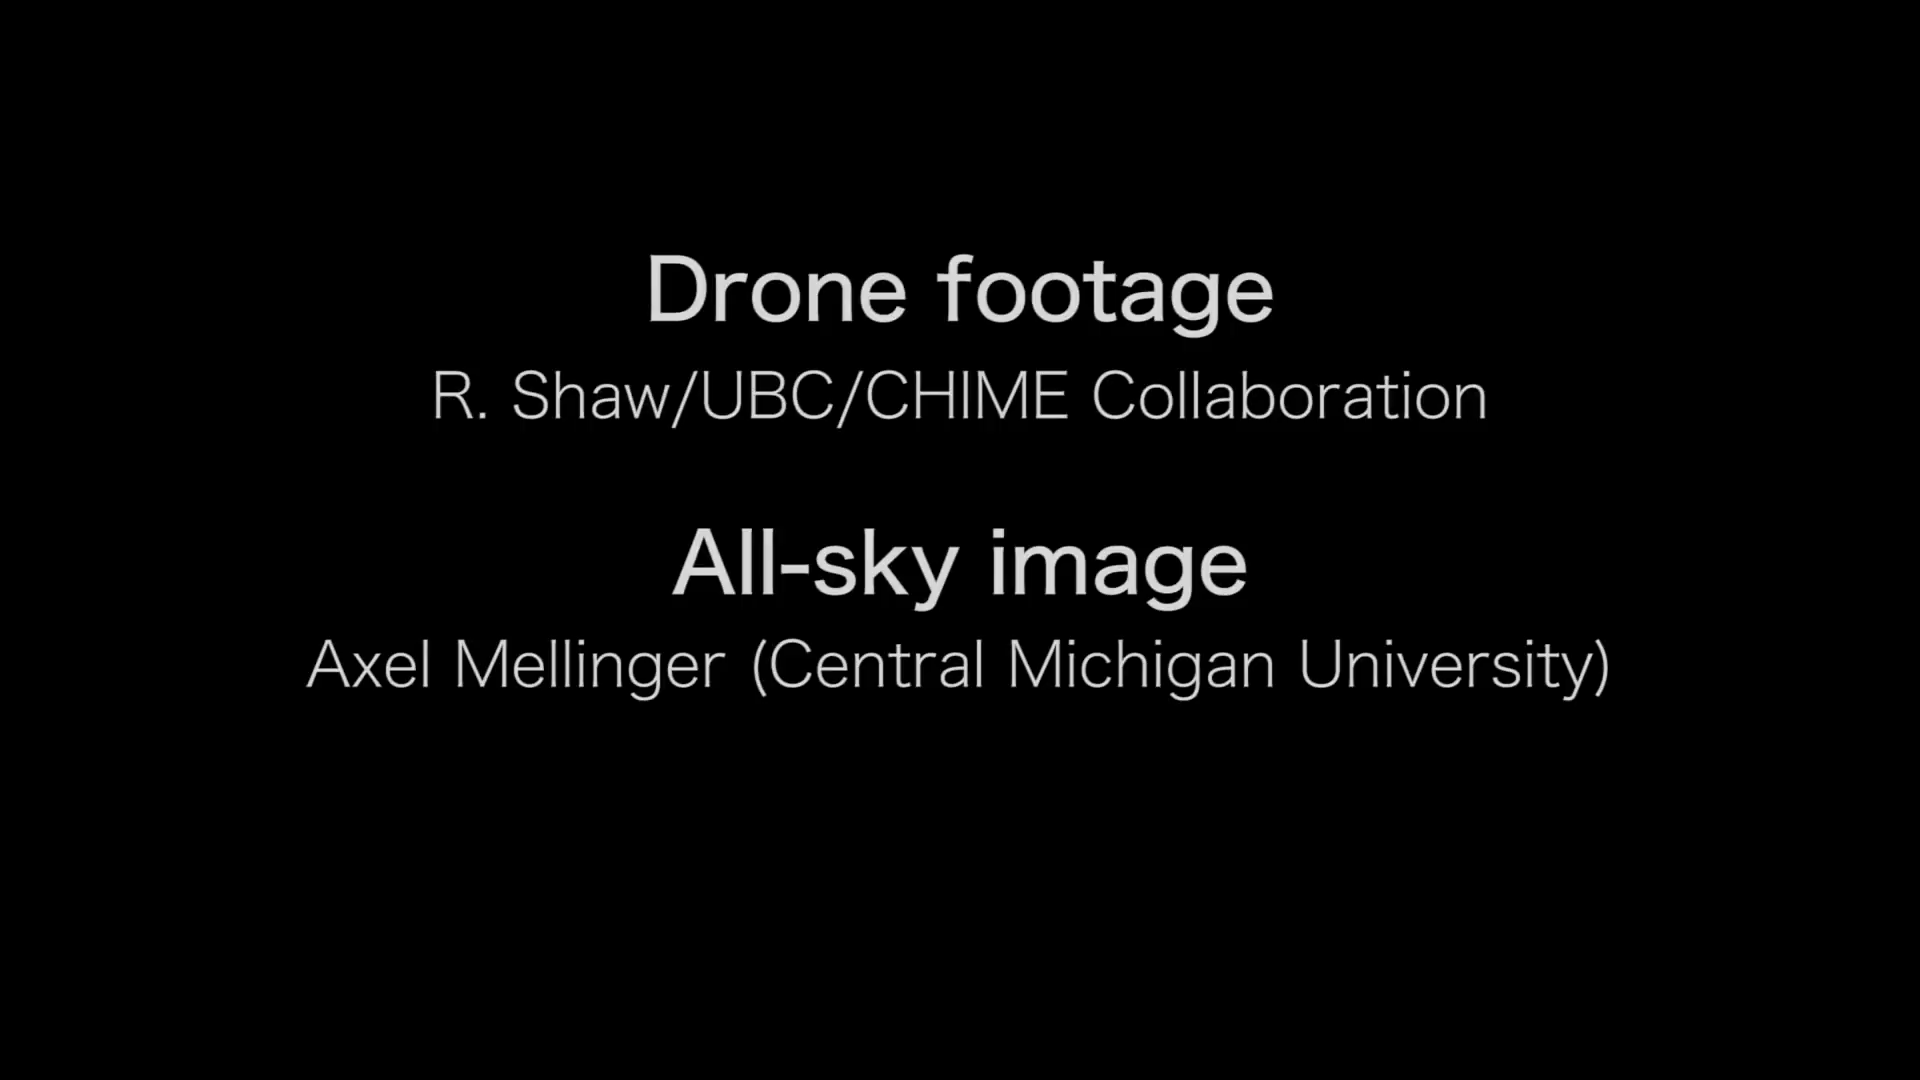 Drone footage
R. Shaw/UBC/CHIME Collaboration
All-sky image
Axel Mellinger (Central Michigan University)